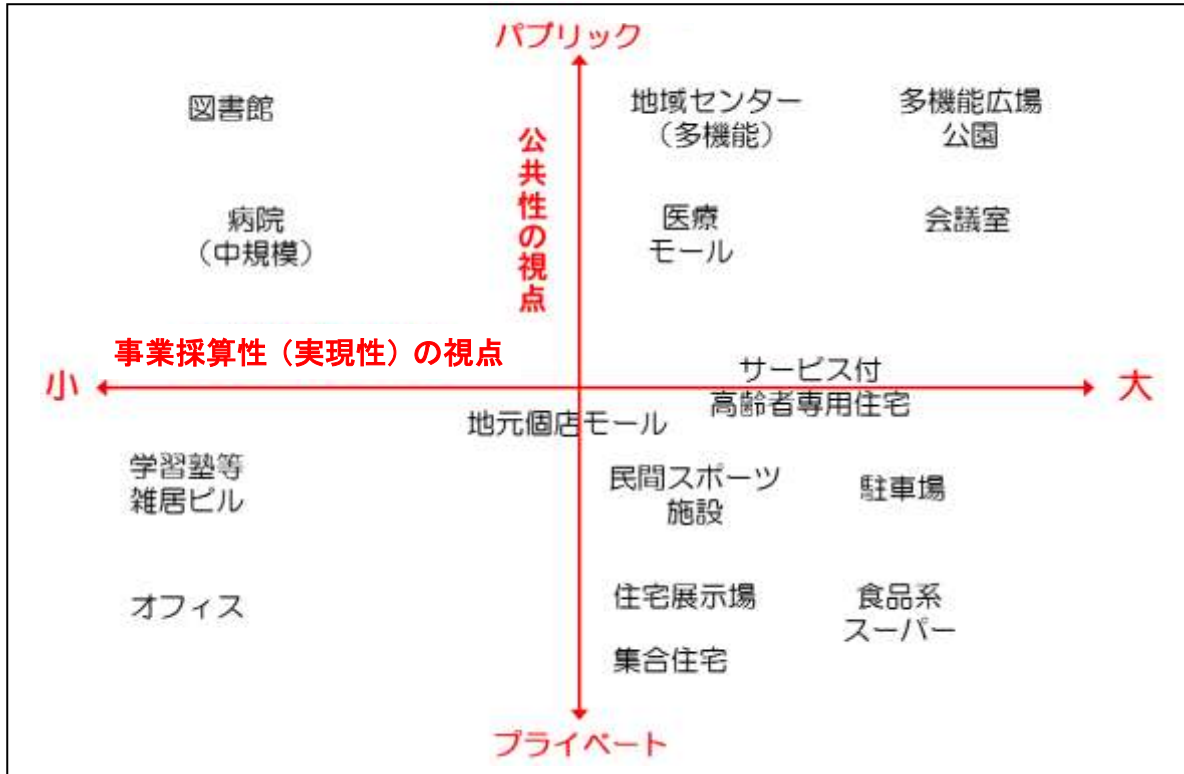 パブリック
図書館
地域センター
（多機能）
多機能広場
公園
公共性の視点
病院
（中規模）
医療
モール
会議室
事業採算性（実現性）の視点
小
大
サービス付
高齢者専用住宅
地元個店モール
学習塾等
雑居ビル
民間スポーツ
施設
駐車場
オフィス
住宅展示場
食品系
スーパー
集合住宅
プライベート